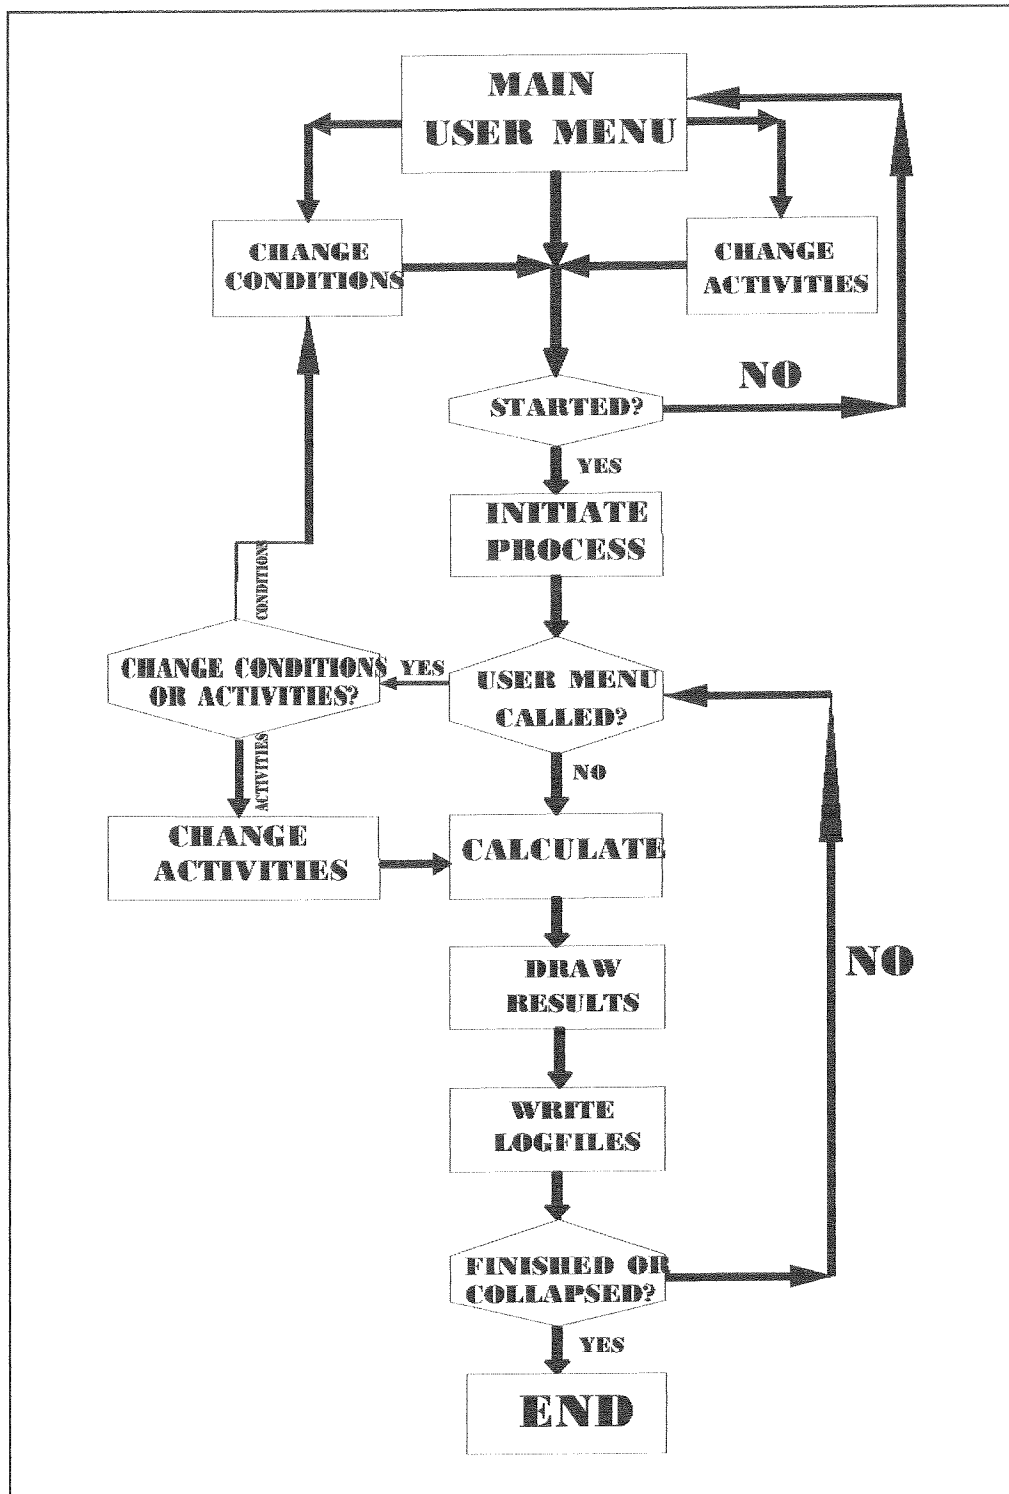 MAIN
USER MENU
CHANGE
CONDITIONS
CHANGE
ACTIVITIES
NO
STARTED?
YES
INITIATE
PROCESS
CONDITIONS
CHANGE CONDITIONS
OR ACTIVITIES?
YES
USER MENU
CALLED?
ACTIVITIES
NO
CHANGE
ACTIVITIES
CALCULATE
DRAW
RESULTS
NO
WRITE
LOGFILES
FINISHED OR
COLLAPSED?
YES
END